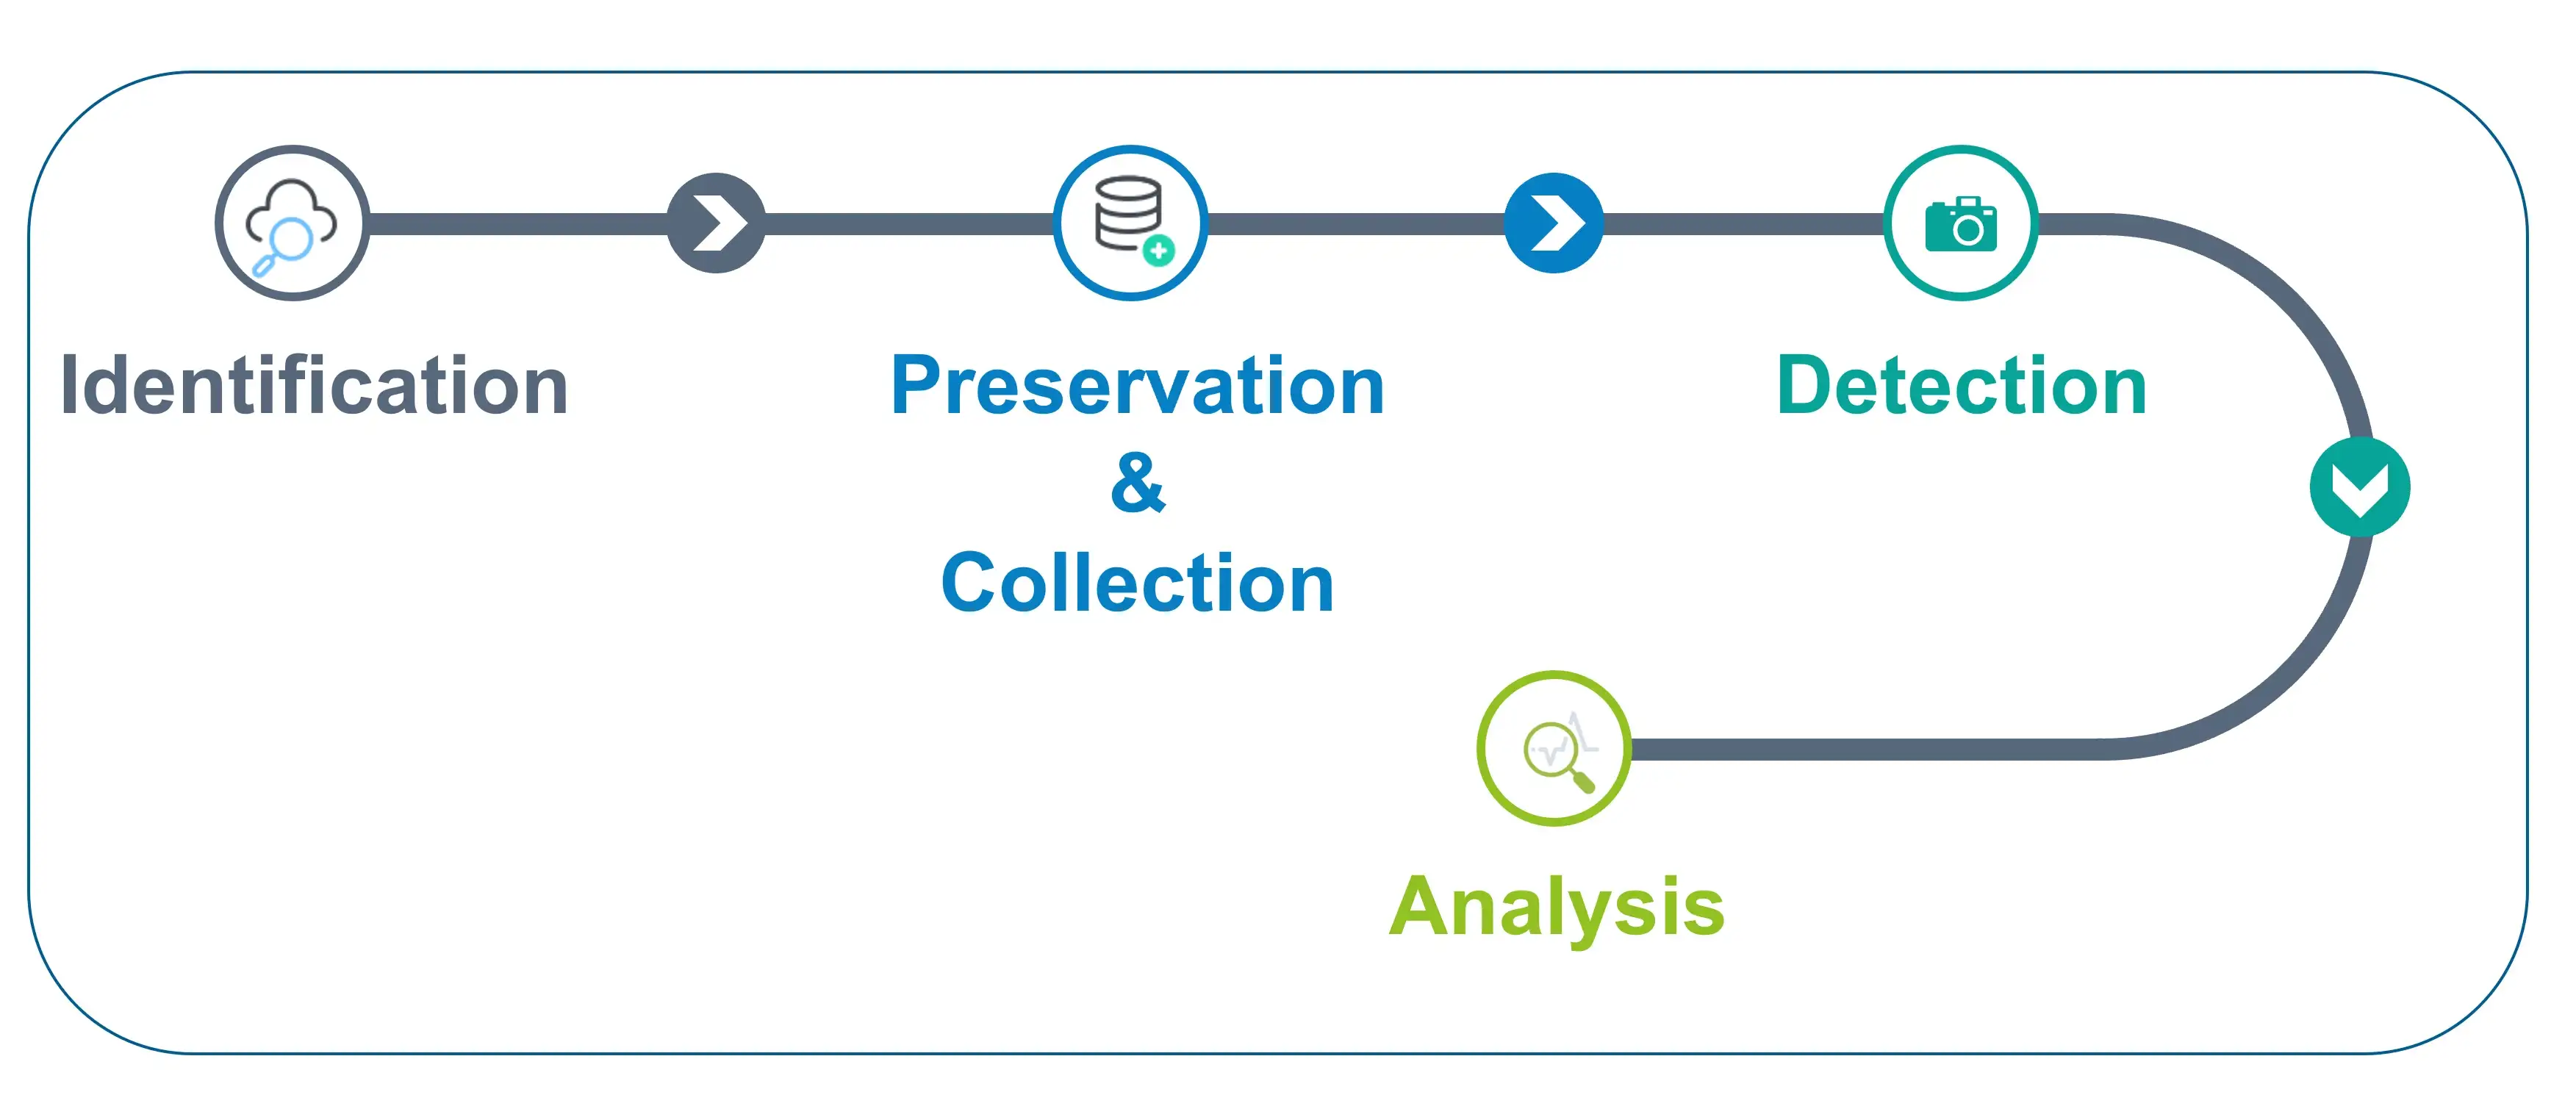 Identification
Preservation
&
Collection
Detection
Analysis